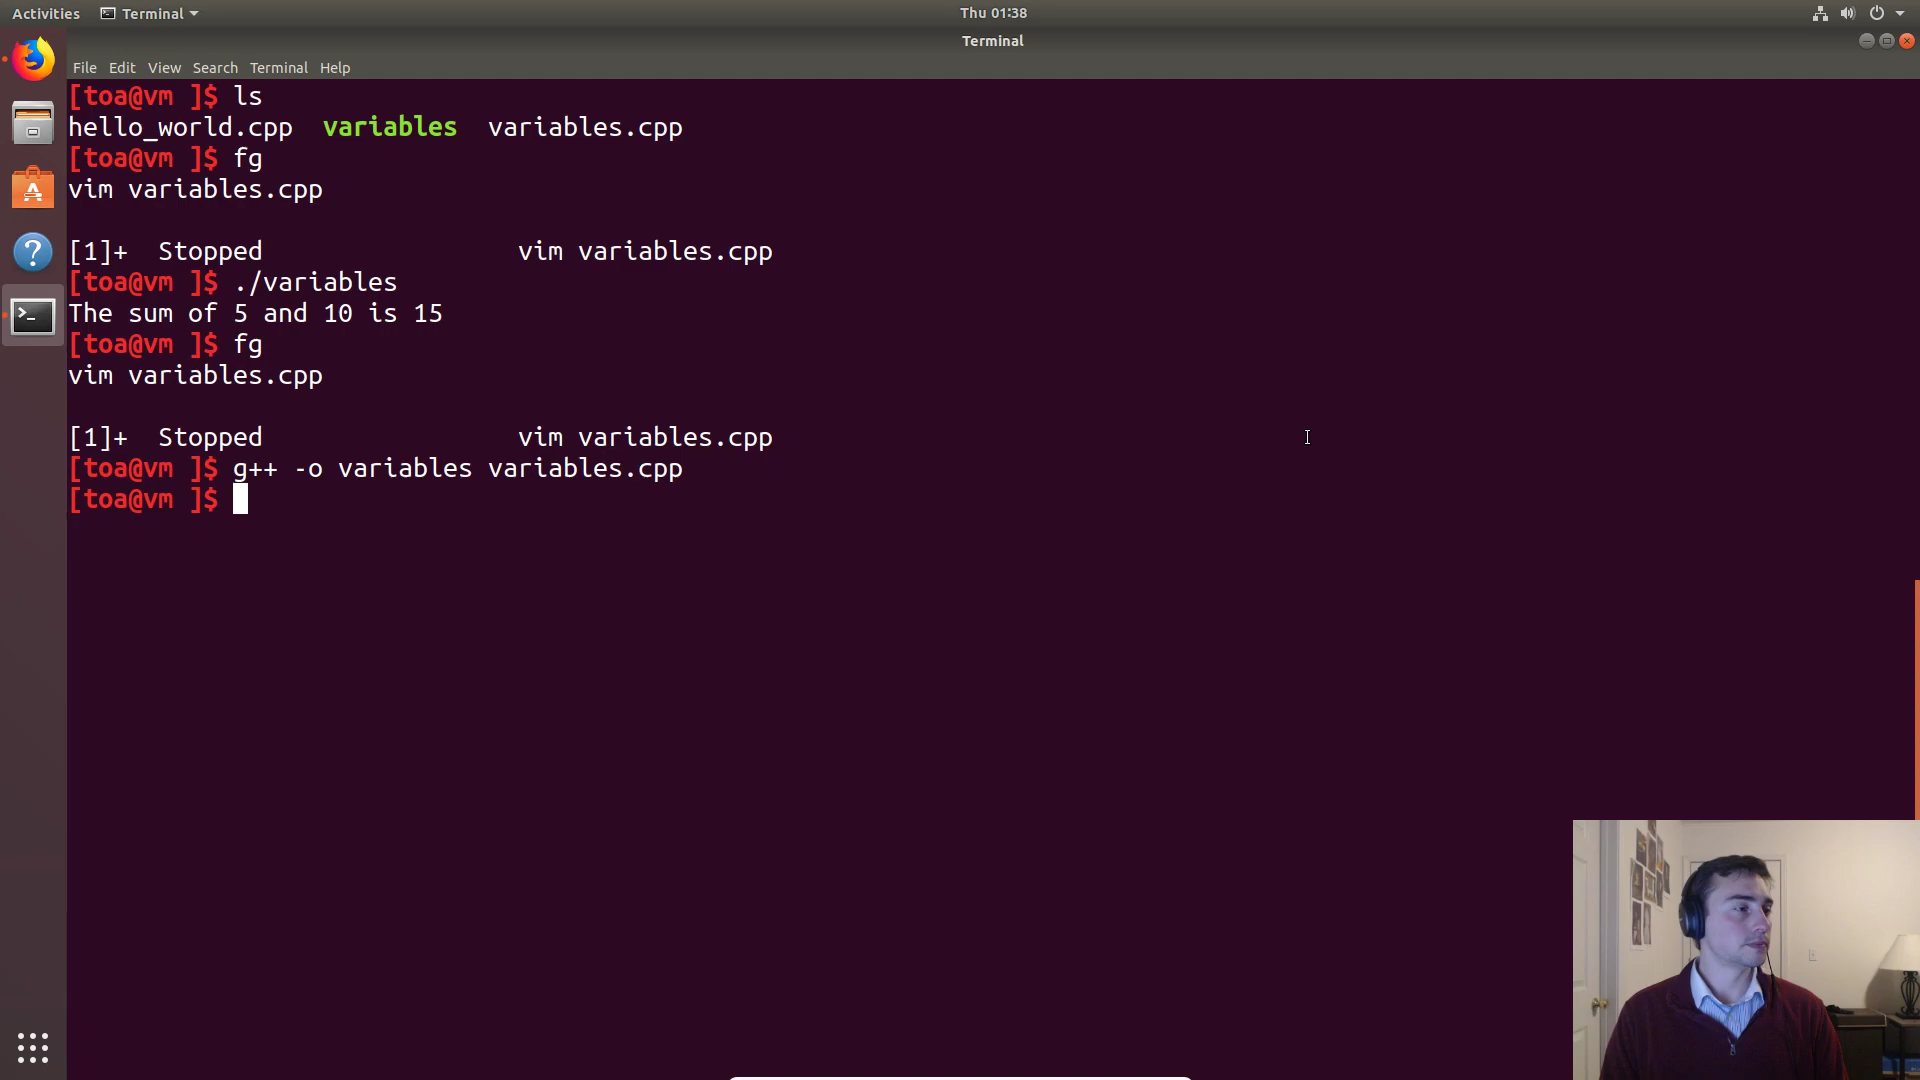 Activities Terminal Thu 01:38
Terminal
File Edit View Search Terminal Help
[toa@vm ]$ ls
hello_world.cpp variables variables.cpp
[toa@vm ]$ fg
vim variables.cpp
[1]+ Stopped vim variables.cpp
[toa@vm ]$ ./variables
The sum of 5 and 10 is 15
[toa@vm ]$ fg
vim variables.cpp
[1]+ Stopped vim variables.cpp
[toa@vm ]$ g++ -o variables variables.cpp
[toa@vm ]$